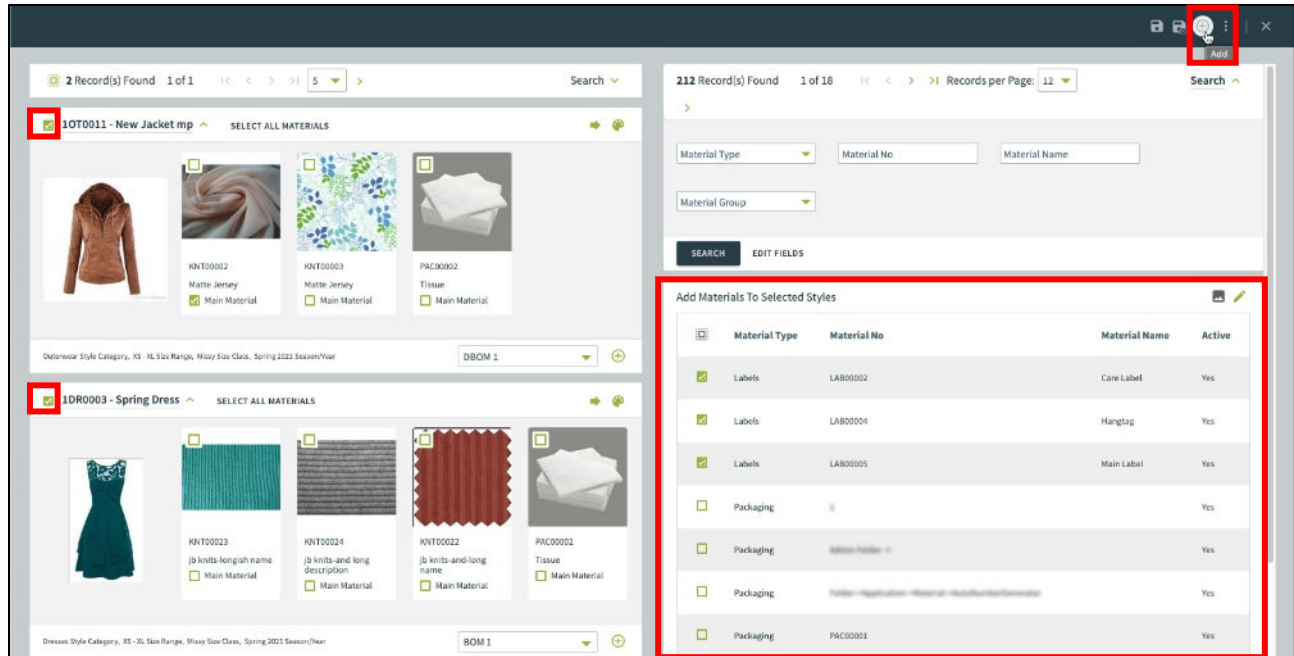 Add
2 Record(s) Found 1 of 1 5 Search
1OT0011 - New Jacket mp SELECT ALL MATERIALS
KNT00002 KNT00003 PAC00002
Matte Jersey Matte Jersey Tissue
Main Material Main Material Main Material
Outerwear Style Category, XS - XL Size Range, Missy Size Class, Spring 2021 Season/Year DBOM 1
1DR0003 - Spring Dress SELECT ALL MATERIALS
KNT00023 KNT00024 KNT00022 PAC00002
jb knits-longish name jb knits-and long jb knits-and-long Tissue
description name
Main Material Main Material Main Material Main Material
Dresses Style Category, XS - XL Size Range, Missy Size Class, Spring 2021 Season/Year BOM 1
212 Record(s) Found 1 of 18 Records per Page: 12 Search
Material Type Material No Material Name
Material Group
SEARCH EDIT FIELDS
Add Materials To Selected Styles
Material Type Material No Material Name Active
Labels LAB00002 Care Label Yes
Labels LAB00004 Hangtag Yes
Labels LAB00005 Main Label Yes
Packaging Yes
Packaging Yes
Packaging Yes
Packaging PAC00001 Yes